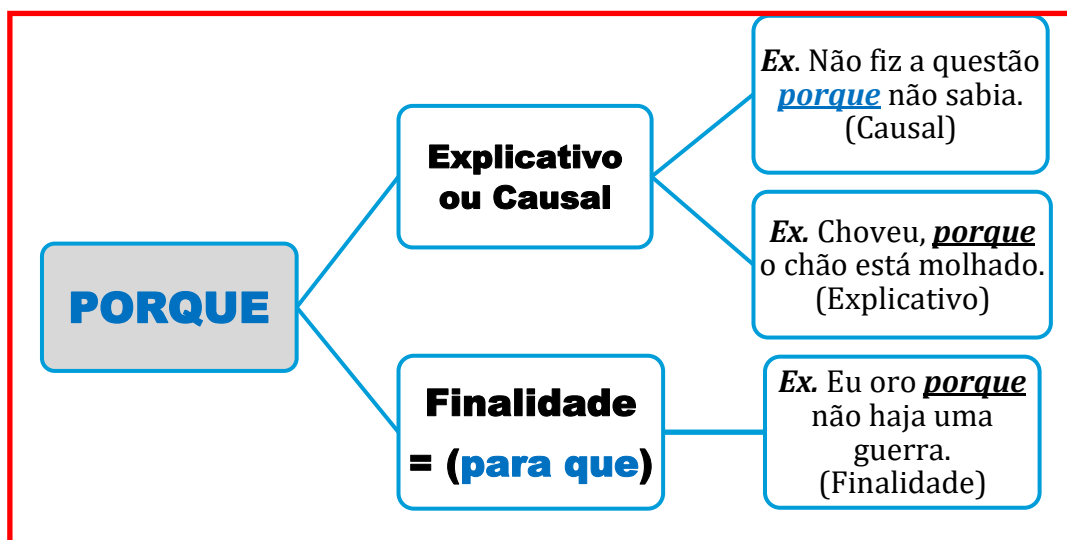 PORQUE
Explicativo
ou Causal
Ex. Não fiz a questão
porque não sabia.
(Causal)
Ex. Choveu, porque
o chão está molhado.
(Explicativo)
Finalidade
= (para que)
Ex. Eu oro porque
não haja uma
guerra.
(Finalidade)